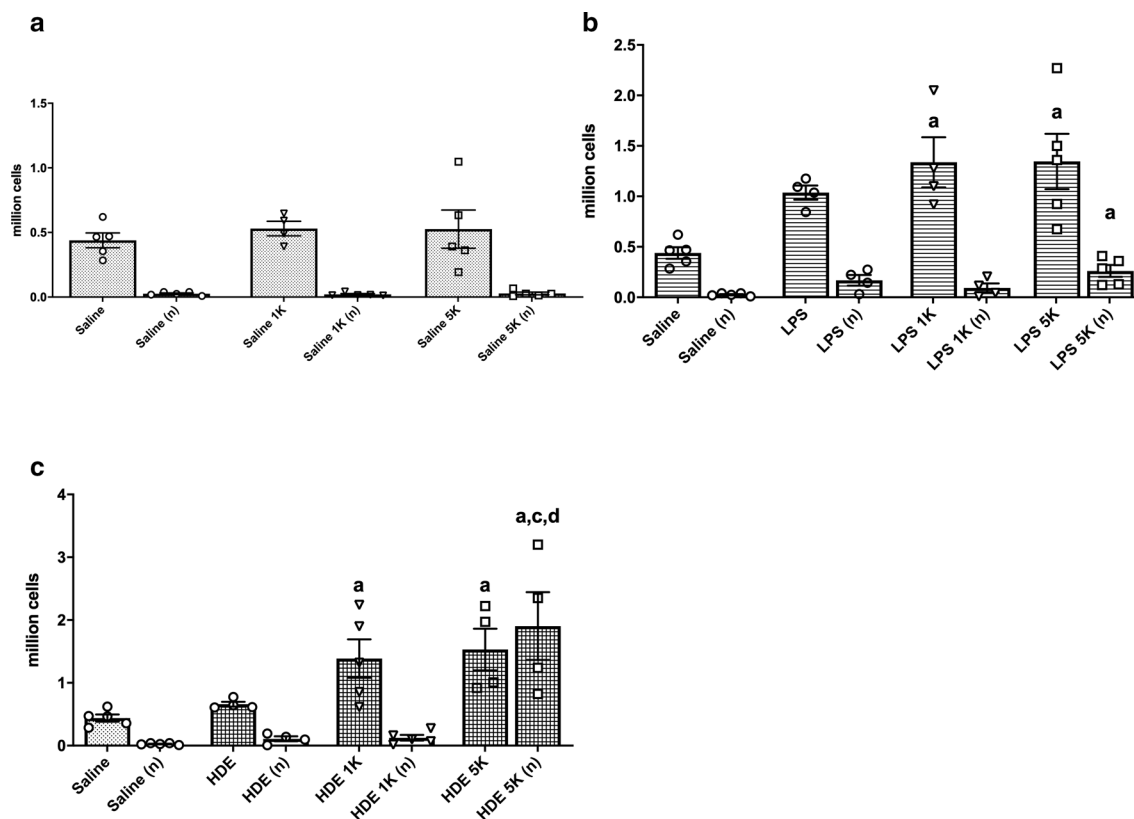 a
1.5
1.0
0.5
0.0
million cells
Saline
Saline (n)
Saline 1K
Saline 1K (n)
Saline 5K
Saline 5K (n)
b
2.5
2.0
1.5
1.0
0.5
0.0
million cells
a
a
a
Saline
Saline (n)
LPS
LPS (n)
LPS 1K
LPS 1K (n)
LPS 5K
LPS 5K (n)
c
4
3
2
1
0
million cells
a
a
a,c,d
Saline
Saline (n)
HDE
HDE (n)
HDE 1K
HDE 1K (n)
HDE 5K
HDE 5K (n)